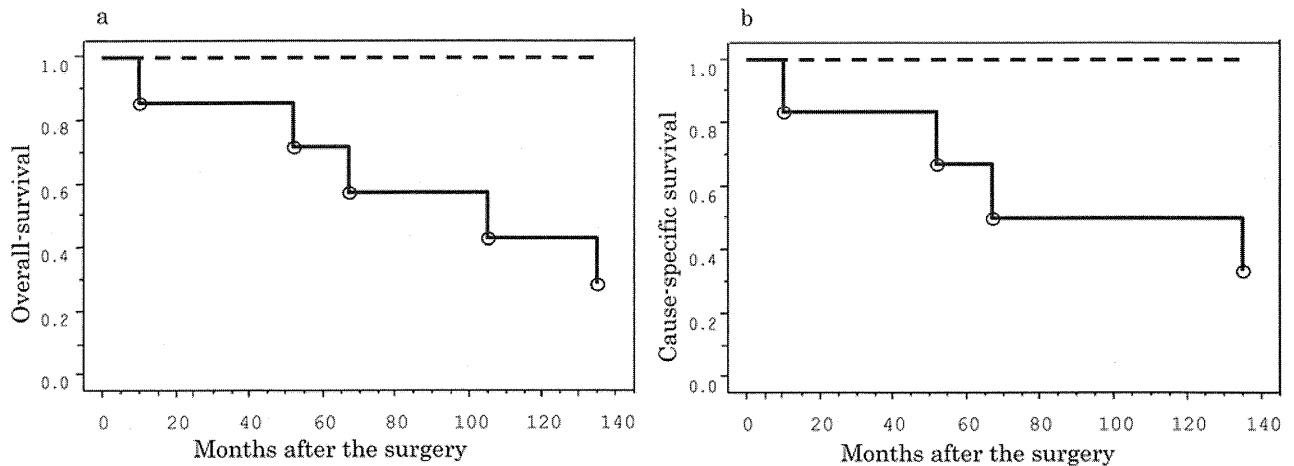 a
Overall-survival
1.0
0.8
0.6
0.4
0.2
0.0
0 20 40 60 80 100 120 140
Months after the surgery
b
Cause-specific survival
1.0
0.8
0.6
0.4
0.2
0.0
0 20 40 60 80 100 120 140
Months after the surgery